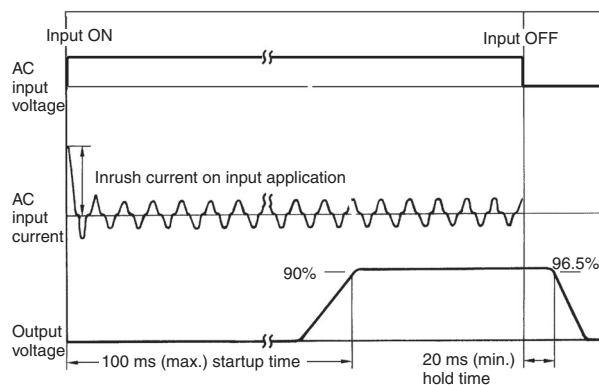 Input ON
Input OFF
AC
input
voltage
Inrush current on input application
AC
input
current
90%
96.5%
Output
voltage
100 ms (max.) startup time
20 ms (min.)
hold time